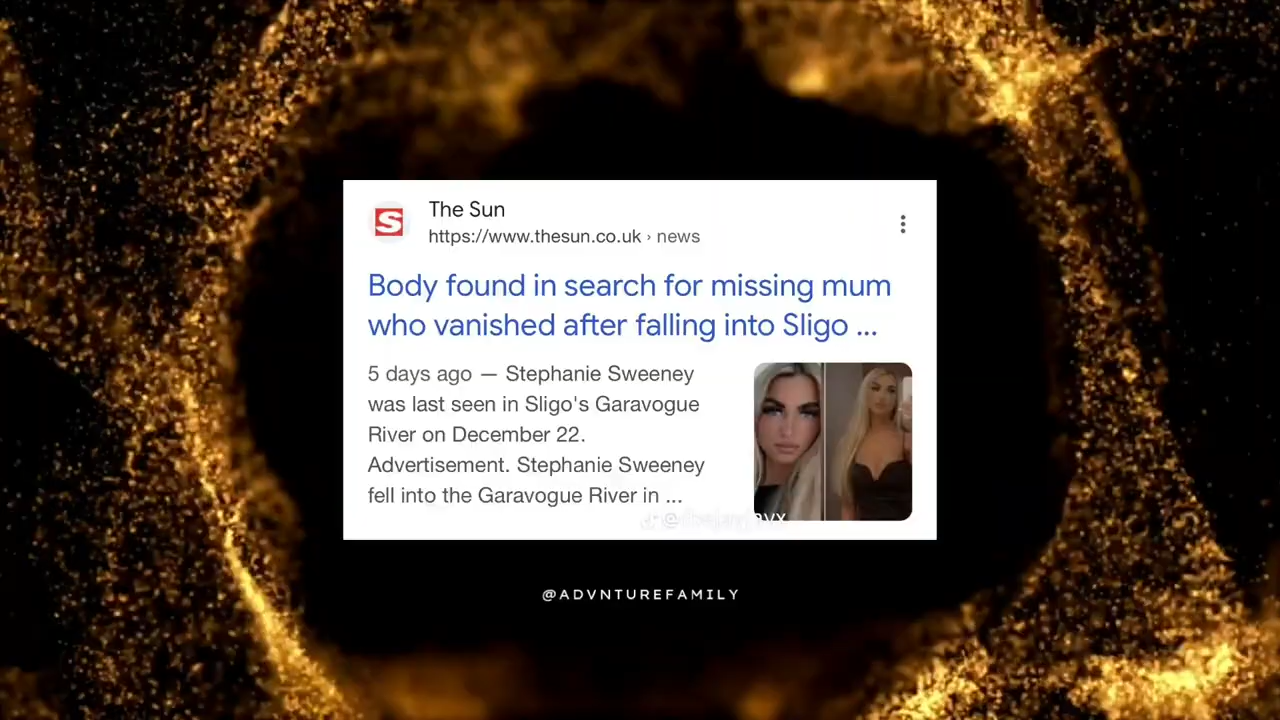 The Sun
https://www.thesun.co.uk › news
Body found in search for missing mum
who vanished after falling into Sligo ...
5 days ago — Stephanie Sweeney
was last seen in Sligo's Garavogue
River on December 22.
Advertisement. Stephanie Sweeney
fell into the Garavogue River in ...
@ADVNTUREFAMILY